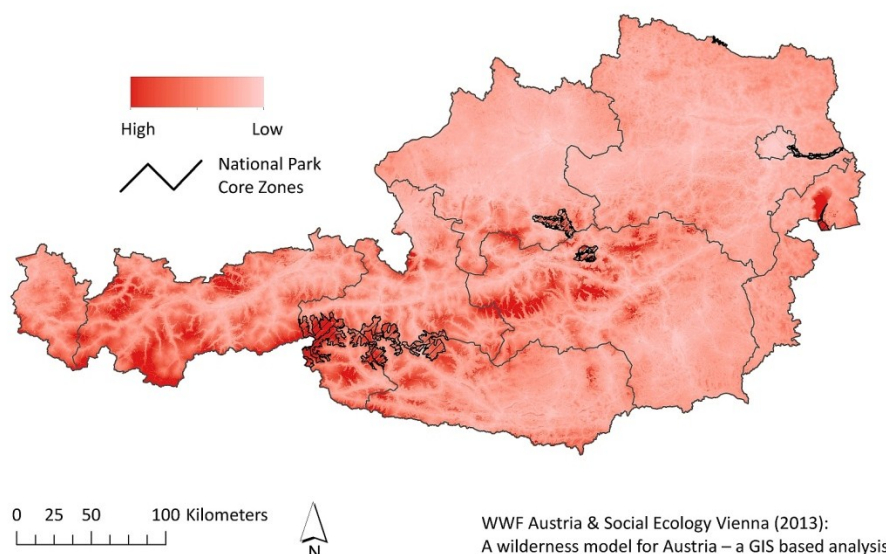 High Low
National Park
Core Zones
0 25 50 100 Kilometers
N
WWF Austria & Social Ecology Vienna (2013):
A wilderness model for Austria – a GIS based analysis